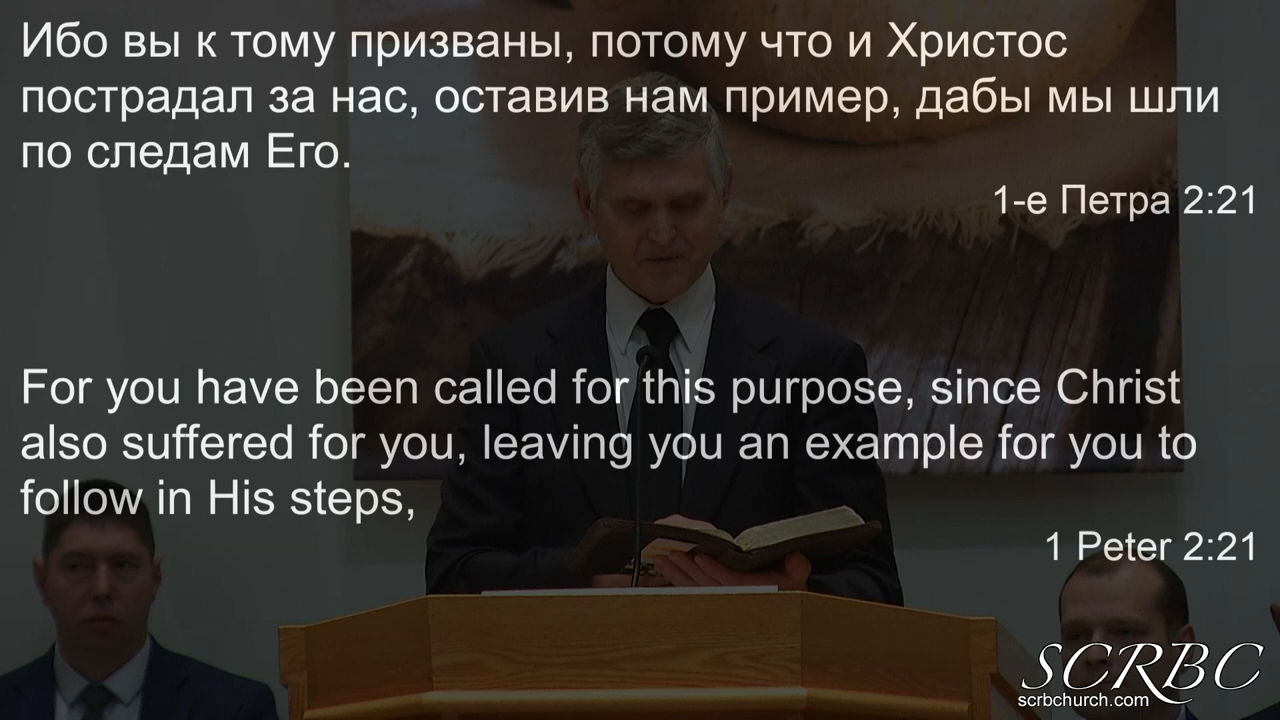 Ибо вы к тому призваны, потому что и Христос
пострадал за нас, оставив нам пример, дабы мы шли
по следам Его.
1-е Петра 2:21
For you have been called for this purpose, since Christ
also suffered for you, leaving you an example for you to
follow in His steps,
1 Peter 2:21
SCRBC
scrbchurch.com